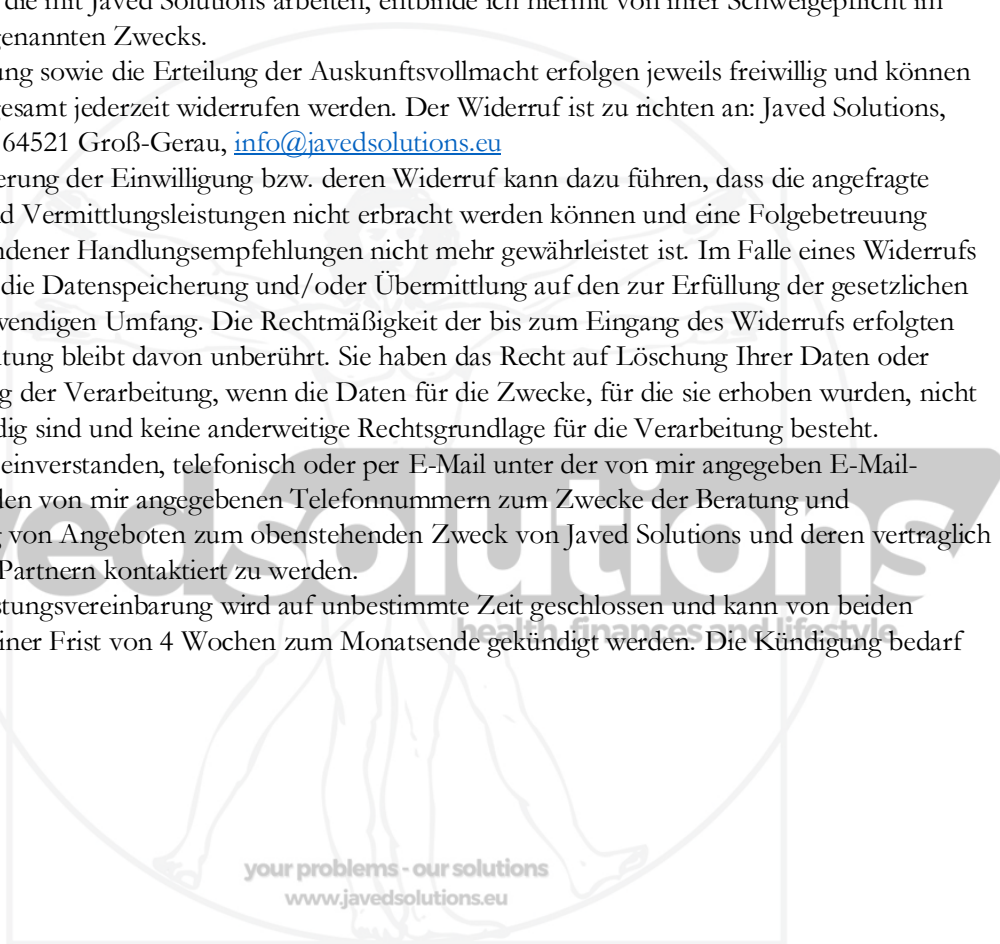 die mit Javed Solutions arbeiten, entbinde ich hiermit von ihrer Schweigepflicht im
genannten Zwecks.
ung sowie die Erteilung der Auskunftsvollmacht erfolgen jeweils freiwillig und können
gesamt jederzeit widerrufen werden. Der Widerruf ist zu richten an: Javed Solutions,
64521 Groß-Gerau, info@javedsolutions.eu
erung der Einwilligung bzw. deren Widerruf kann dazu führen, dass die angefragte
d Vermittlungsleistungen nicht erbracht werden können und eine Folgebetreuung
ndener Handlungsempfehlungen nicht mehr gewährleistet ist. Im Falle eines Widerrufs
die Datenspeicherung und/oder Übermittlung auf den zur Erfüllung der gesetzlichen
wendigen Umfang. Die Rechtmäßigkeit der bis zum Eingang des Widerrufs erfolgten
itung bleibt davon unberührt. Sie haben das Recht auf Löschung Ihrer Daten oder
g der Verarbeitung, wenn die Daten für die Zwecke, für die sie erhoben wurden, nicht
dig sind und keine anderweitige Rechtsgrundlage für die Verarbeitung besteht.
einverstanden, telefonisch oder per E-Mail unter der von mir angegeben E-Mail-
den von mir angegebenen Telefonnummern zum Zwecke der Beratung und
g von Angeboten zum obenstehenden Zweck von Javed Solutions und deren vertraglich
Partnern kontaktiert zu werden.
edsolutions
stungsvereinbarung wird auf unbestimmte Zeit geschlossen und kann von beiden
health, finances and lifestyle
iner Frist von 4 Wochen zum Monatsende gekündigt werden. Die Kündigung bedarf
your problems - our solutions
www.javedsolutions.eu